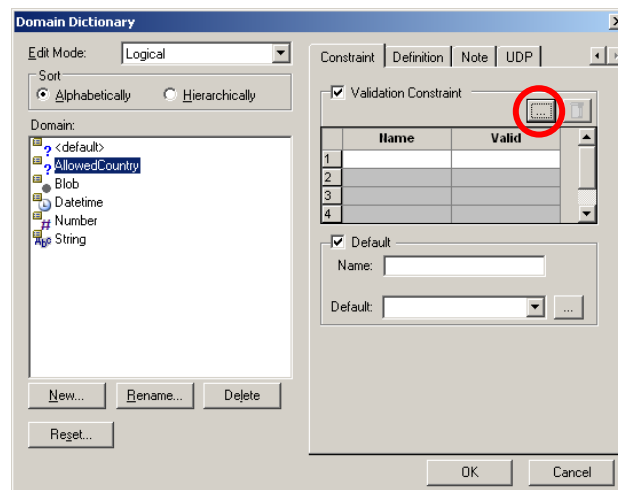 Domain Dictionary
Edit Mode: Logical
Sort
Alphabetically Hierarchically
Domain:
<default>
AllowedCountry
Blob
Datetime
Number
String
New... Rename... Delete
Reset...
Constraint Definition Note UDP
Validation Constraint
...
Name Valid
1
2
3
4
Default
Name:
Default: ...
OK Cancel